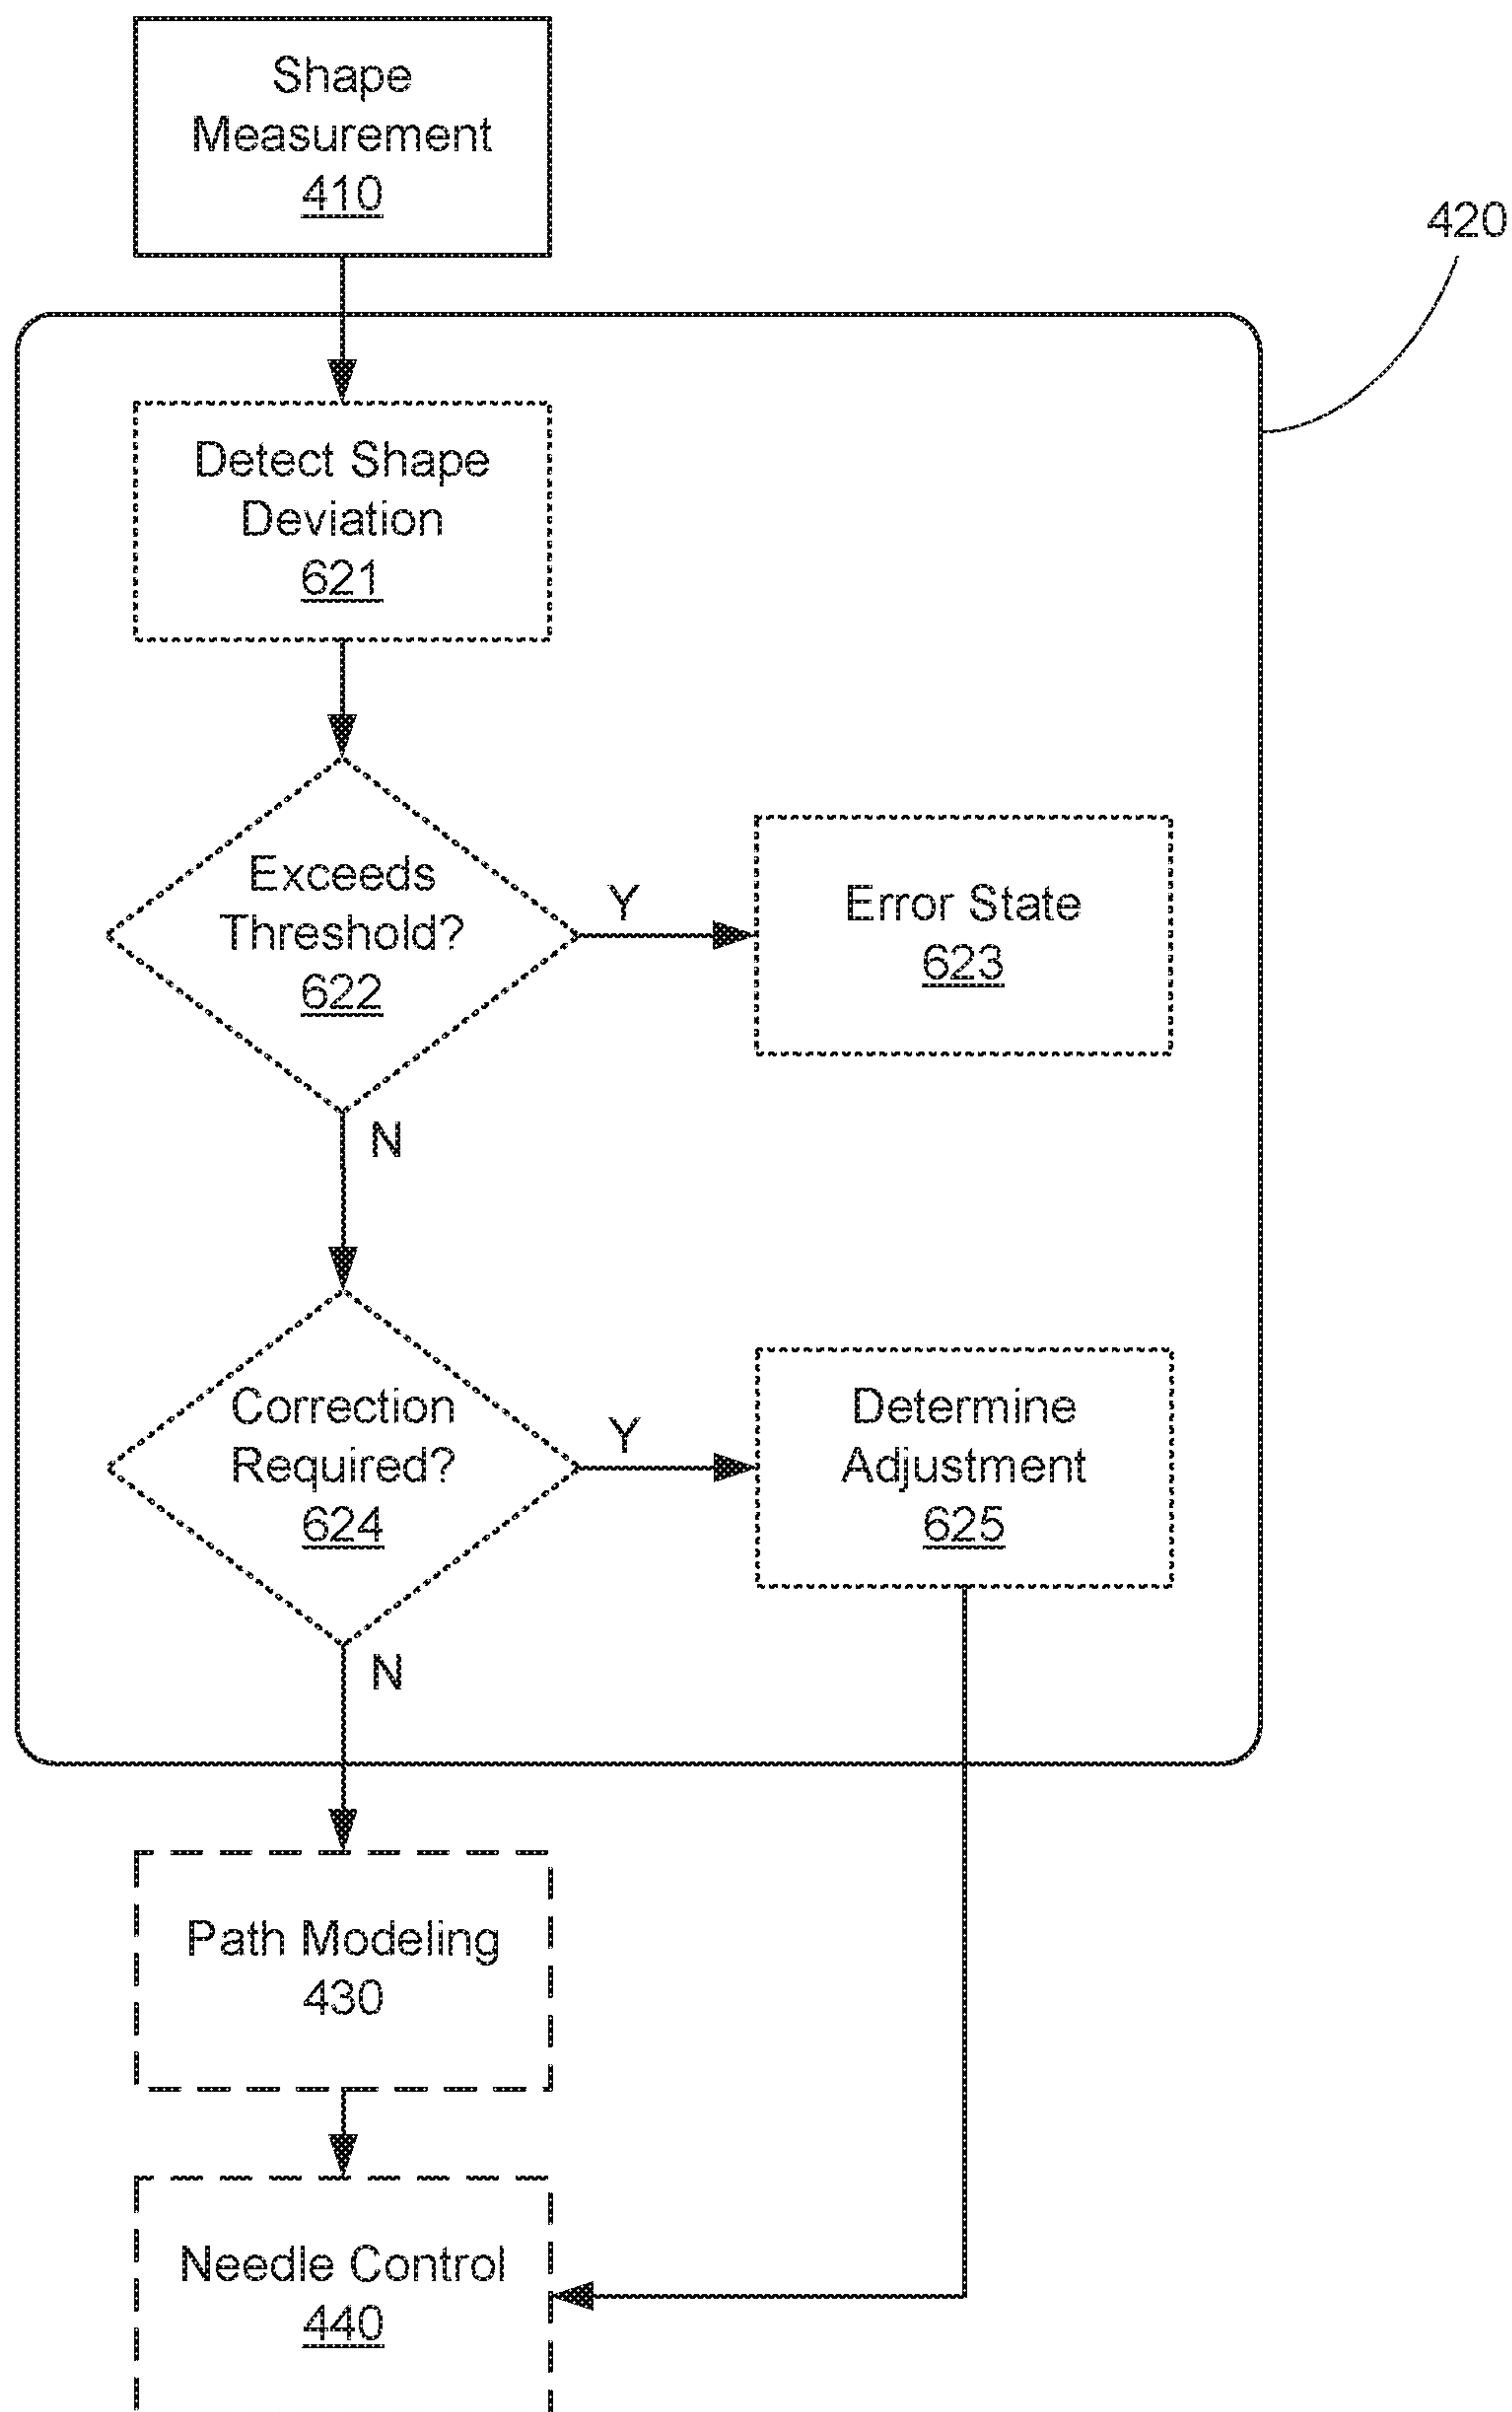 Shape
Measurement
410
420
Detect Shape
Deviation
621
Exceeds
Threshold?
622
Y
Error State
623
N
Correction
Required?
624
Y
Determine
Adjustment
625
N
Path Modeling
430
Needle Control
440